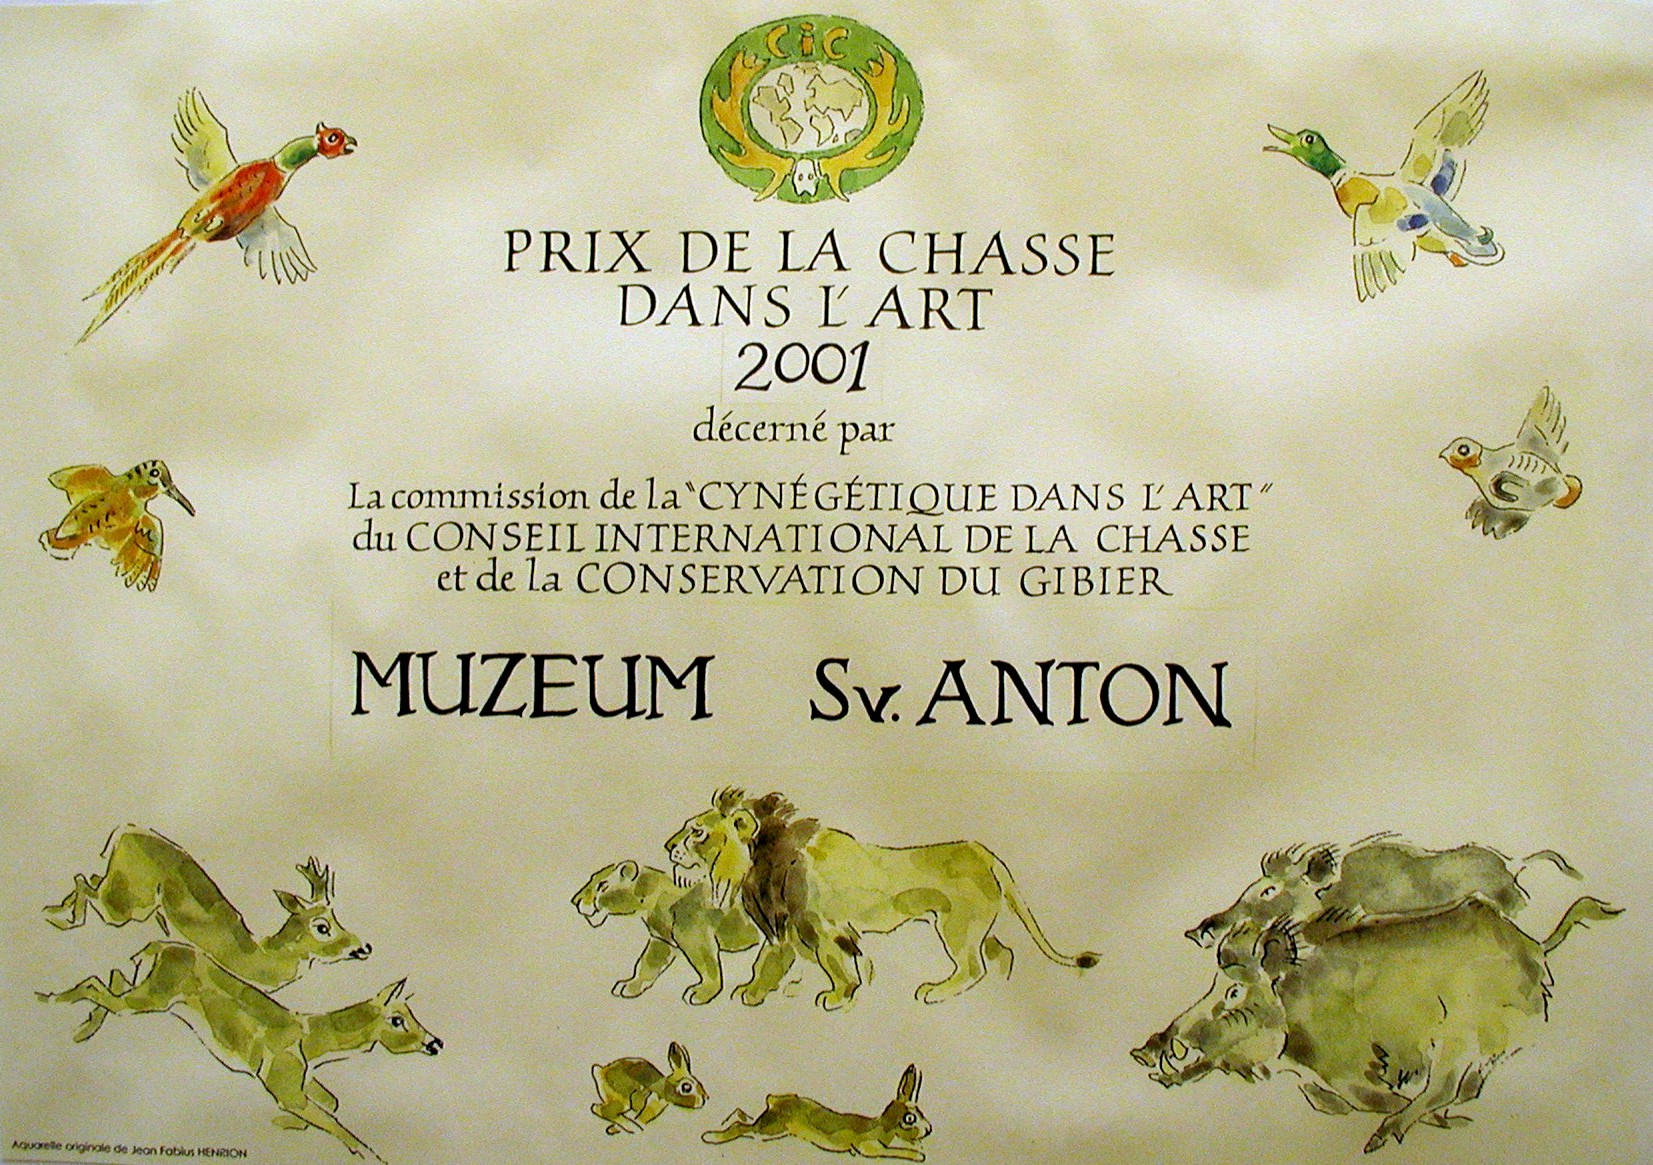 CiC
PRIX DE LA CHASSE
DANS L'ART
2001
décerné par
La commission de la "CYNÉGÉTIQUE DANS L'ART"
du CONSEIL INTERNATIONAL DE LA CHASSE
et de la CONSERVATION DU GIBIER
MUZEUM Sv. ANTON
Aquarelle originale de Jean Fabius HENRION